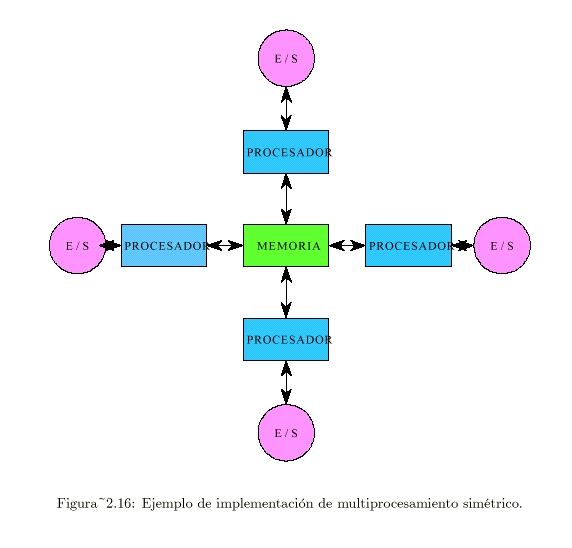 E / S
PROCESADOR
E / S
PROCESADOR
MEMORIA
PROCESADOR
E / S
PROCESADOR
E / S
Figura~2.16: Ejemplo de implementación de multiprocesamiento simétrico.